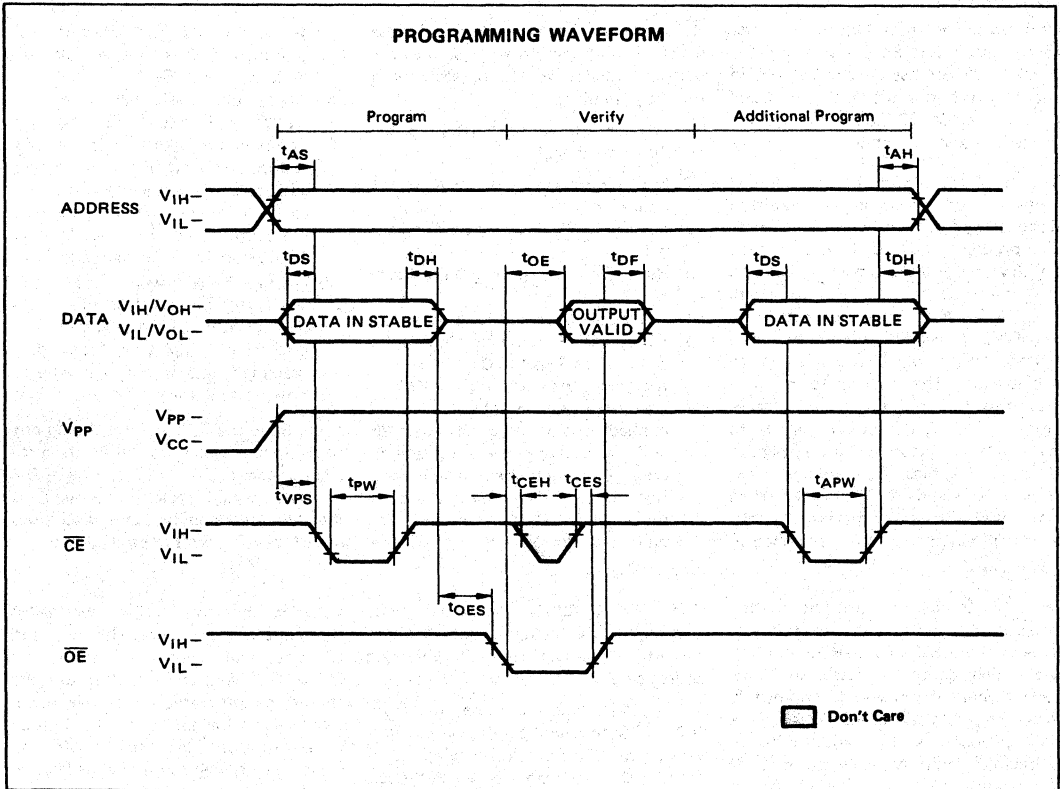 PROGRAMMING WAVEFORM
Program Verify Additional Program
tAS tAH
ADDRESS VIH
VIL
tDS tDH tOE tDF tDS tDH
DATA VIH/VOH
VIL/VOL
DATA IN STABLE OUTPUT VALID DATA IN STABLE
VPP VPP
VCC
tVPS tPW tCEH tCES tAPW
CE VIH
VIL
tOES
OE VIH
VIL
Don't Care